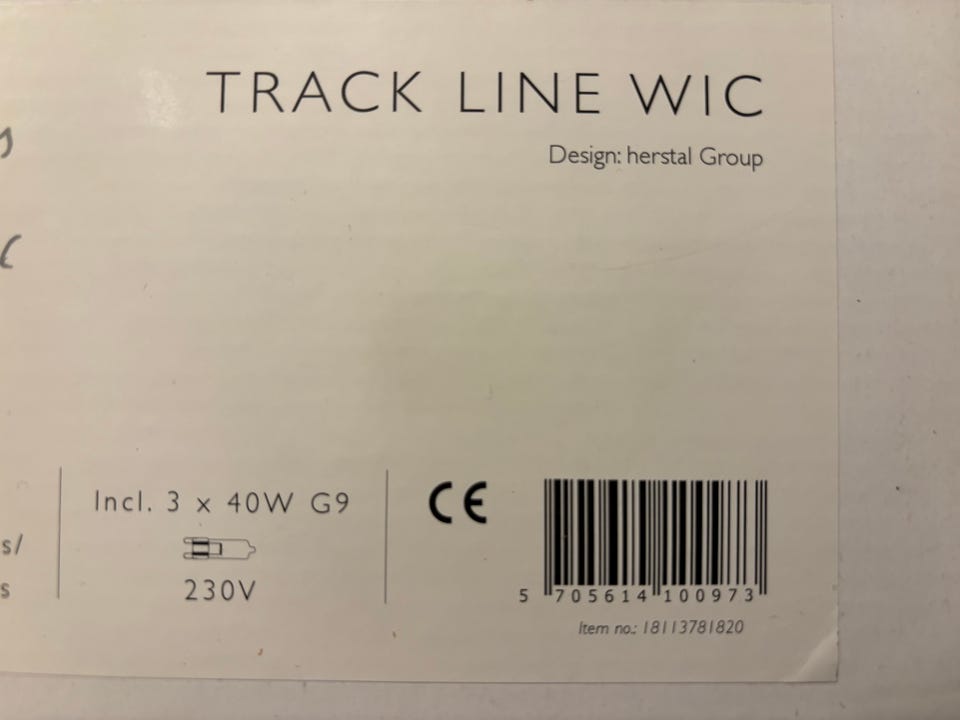 TRACK LINE WIC
Design: herstal Group
Incl. 3 x 40W G9
230V
s/
s
CE
5 705614 100973
Item no.: 18113781820